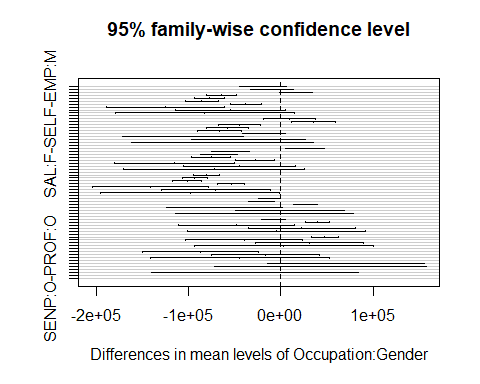 95% family-wise confidence level
SAL:F-SELF-EMP:M
SENP:O-PROF:O
-2e+05 -1e+05 0e+00 1e+05
Differences in mean levels of Occupation:Gender